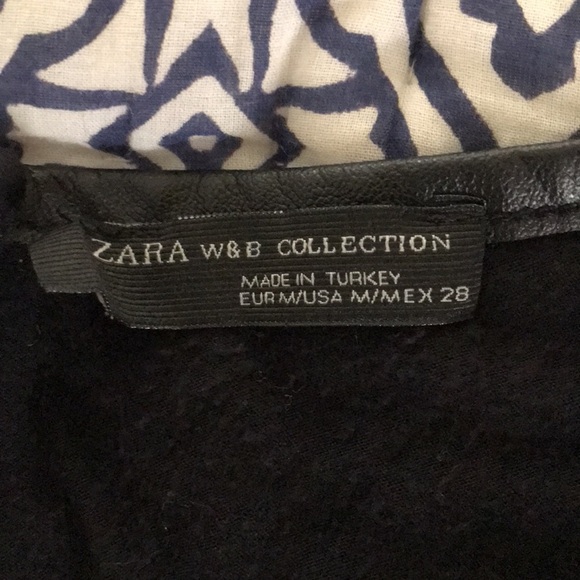 ZARA W&B COLLECTION
MADE IN TURKEY
EUR M/USA M/MEX 28